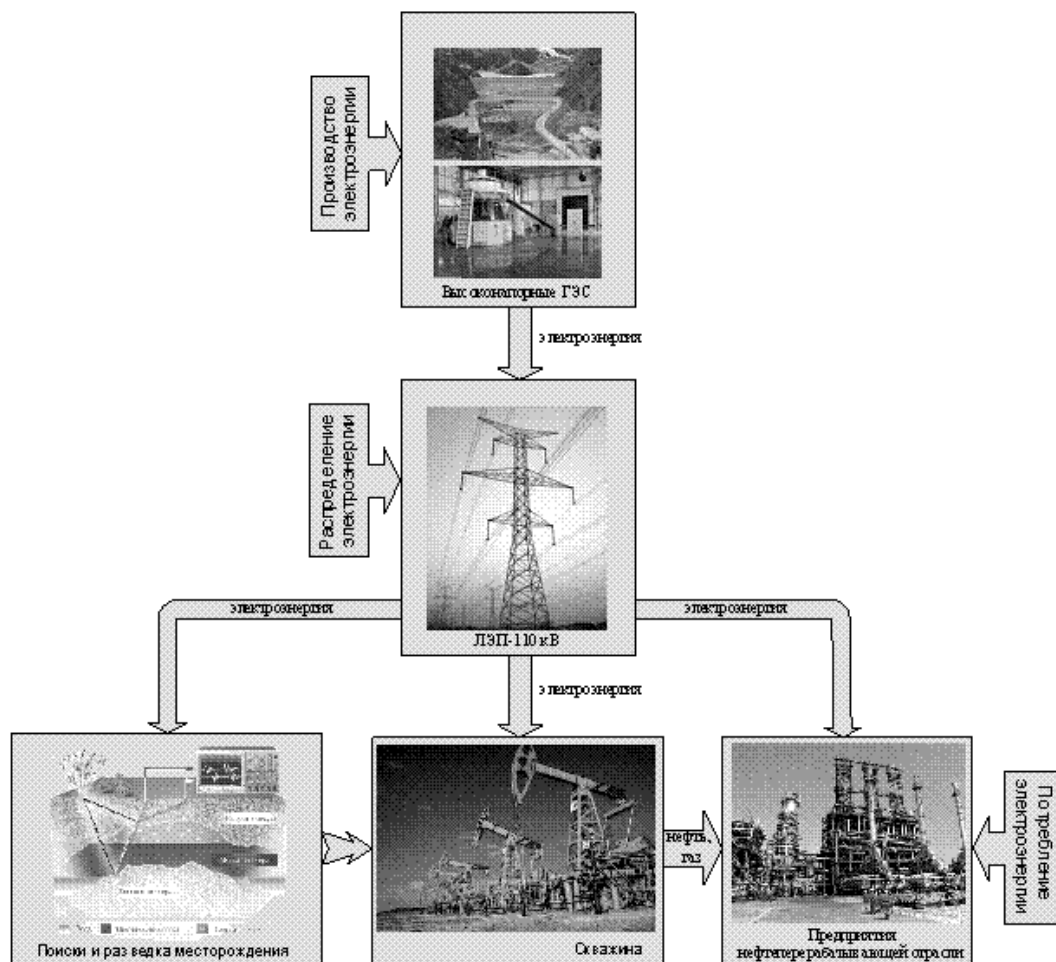 Производство
электроэнергии
Высоконапорные ГЭС
электроэнергия
Распределение
электроэнергии
ЛЭП-110 кВ
электроэнергия
электроэнергия
электроэнергия
Поиски и разведка месторождения
Скважина
нефть,
газ
Предприятия
нефтеперерабатывающей отрасли
Потребление
электроэнергии